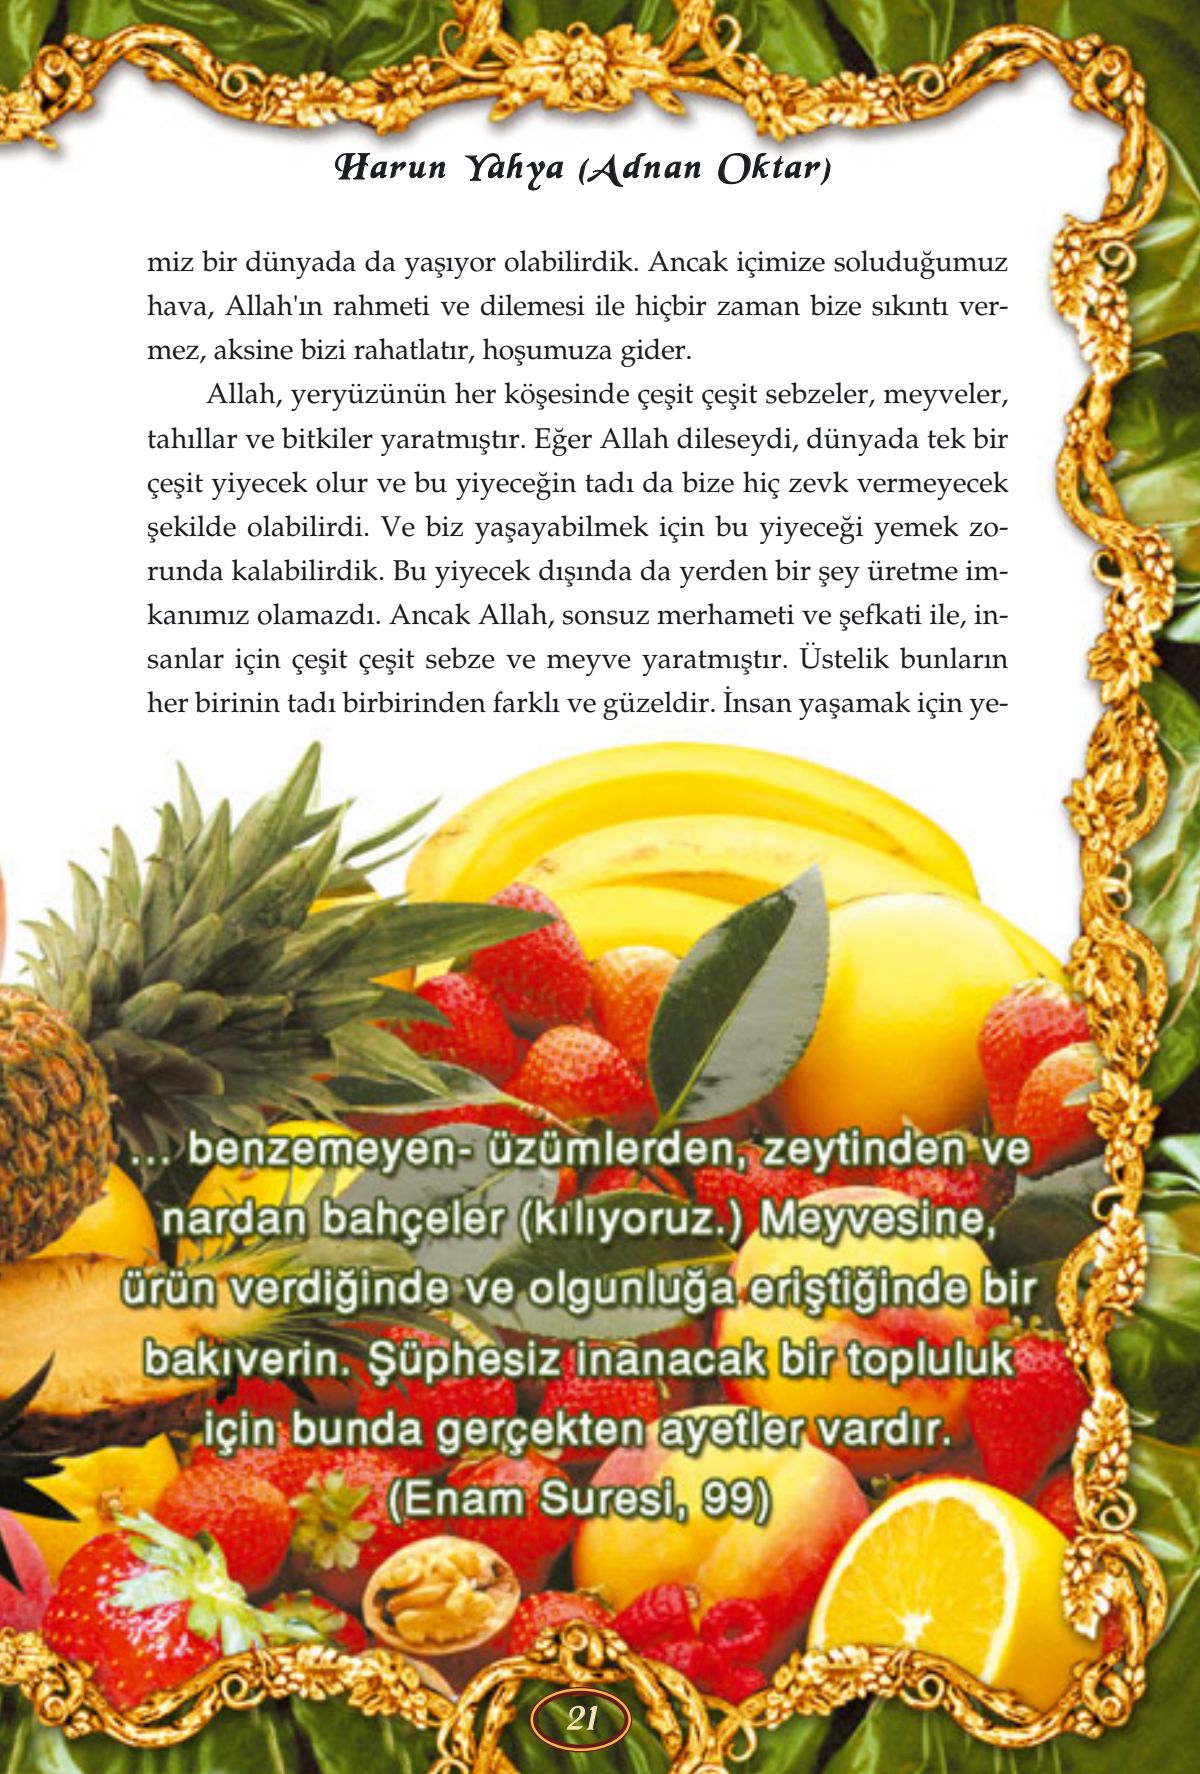 Harun Yahya (Adnan Oktar)
miz bir dünyada da yaşıyor olabilirdik. Ancak içimize soluduğumuz
hava, Allah'ın rahmeti ve dilemesi ile hiçbir zaman bize sıkıntı ver-
mez, aksine bizi rahatlatır, hoşumuza gider.
Allah, yeryüzünün her köşesinde çeşit çeşit sebzeler, meyveler,
tahıllar ve bitkiler yaratmıştır. Eğer Allah dileseydi, dünyada tek bir
çeşit yiyecek olur ve bu yiyeceğin tadı da bize hiç zevk vermeyecek
şekilde olabilirdi. Ve biz yaşayabilmek için bu yiyeceği yemek zo-
runda kalabilirdik. Bu yiyecek dışında da yerden bir şey üretme im-
kanımız olamazdı. Ancak Allah, sonsuz merhameti ve şefkati ile, in-
sanlar için çeşit çeşit sebze ve meyve yaratmıştır. Üstelik bunların
her birinin tadı birbirinden farklı ve güzeldir. İnsan yaşamak için ye-
... benzemeyen- üzümlerden, zeytinden ve
nardan bahçeler (kılıyoruz.) Meyvesine,
ürün verdiğinde ve olgunluğa eriştiğinde bir
bakıverin. Şüphesiz inanacak bir topluluk
için bunda gerçekten ayetler vardır.
(Enam Suresi, 99)
21